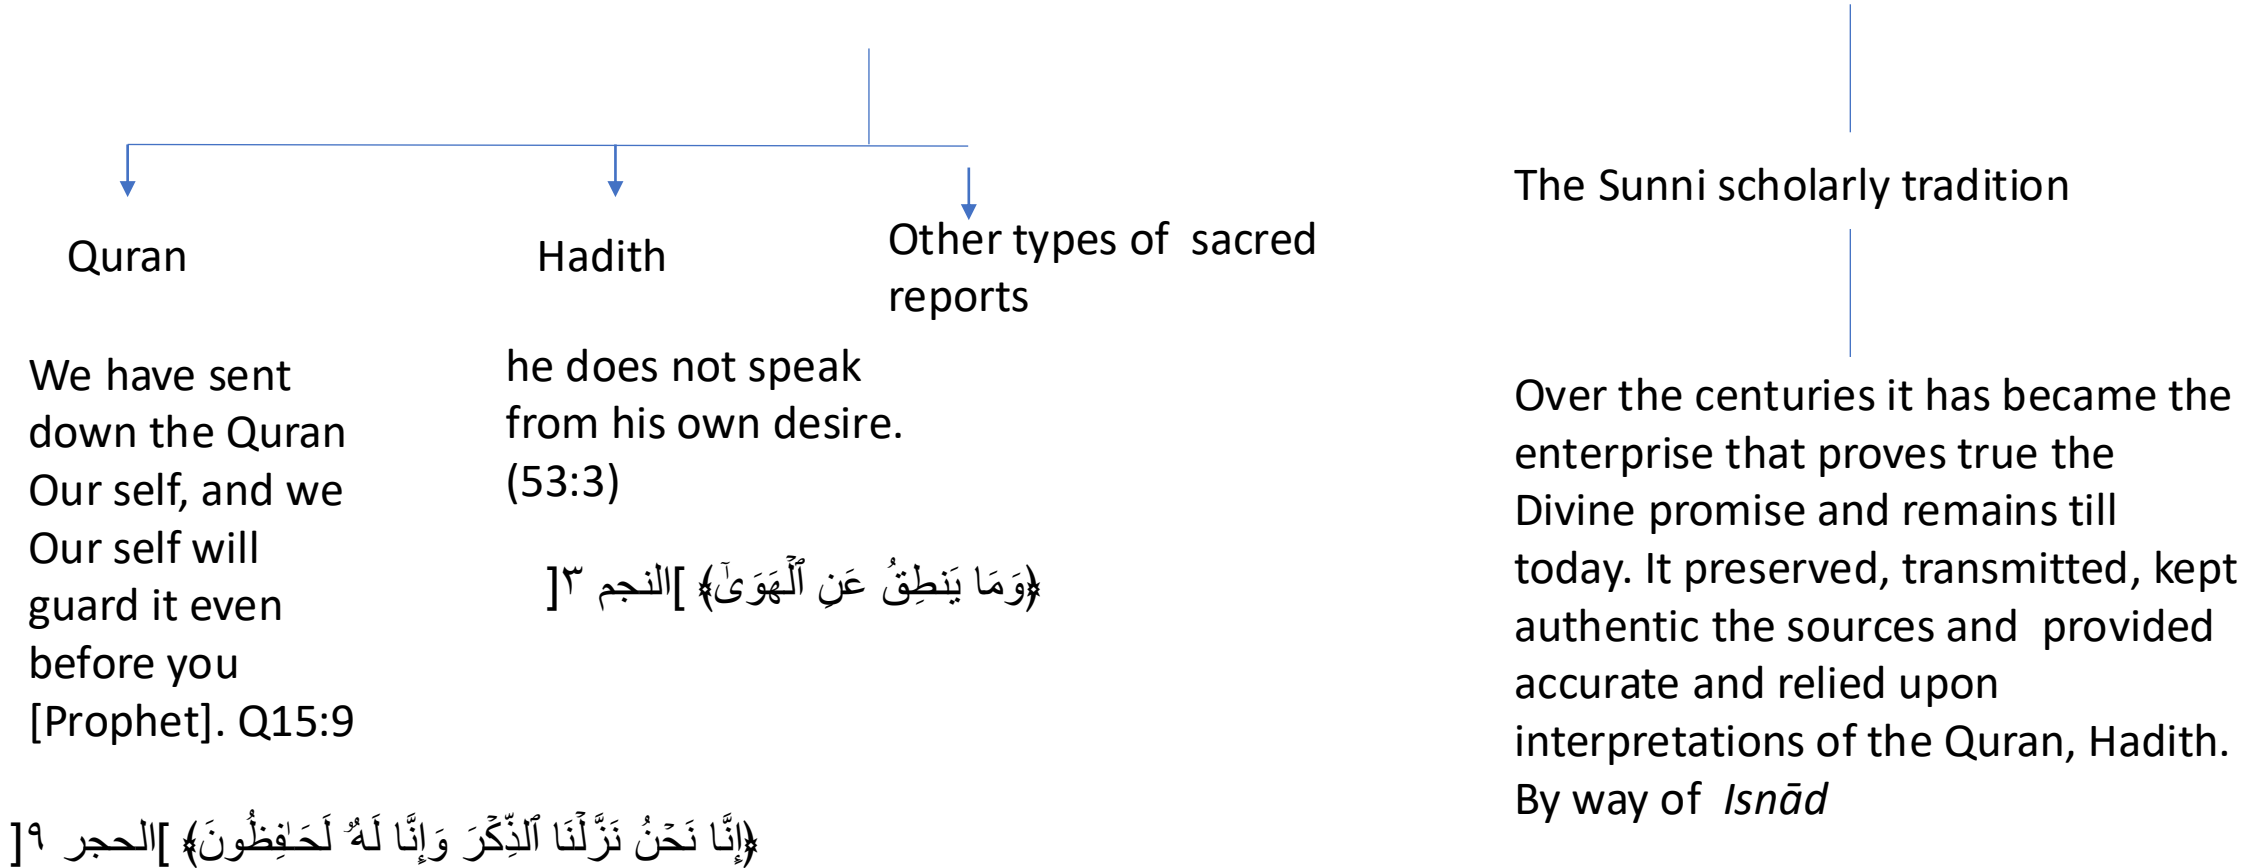 Quran
We have sent
down the Quran
Our self, and we
Our self will
guard it even
before you
[Prophet]. Q15:9
﴿إِنَّا نَحۡنُ نَزَّلۡنَا ٱلذِّكۡرَ وَإِنَّا لَهُۥ لَحَـٰفِظُونَ﴾ ]الحجر ٩[
Hadith
he does not speak
from his own desire.
(53:3)
﴿وَمَا یَنطِقُ عَنِ ٱلۡهَوَىٰۤ﴾ ]النجم ٣[
Other types of sacred
reports
The Sunni scholarly tradition
Over the centuries it has became the
enterprise that proves true the
Divine promise and remains till
today. It preserved, transmitted, kept
authentic the sources and provided
accurate and relied upon
interpretations of the Quran, Hadith.
By way of Isnād